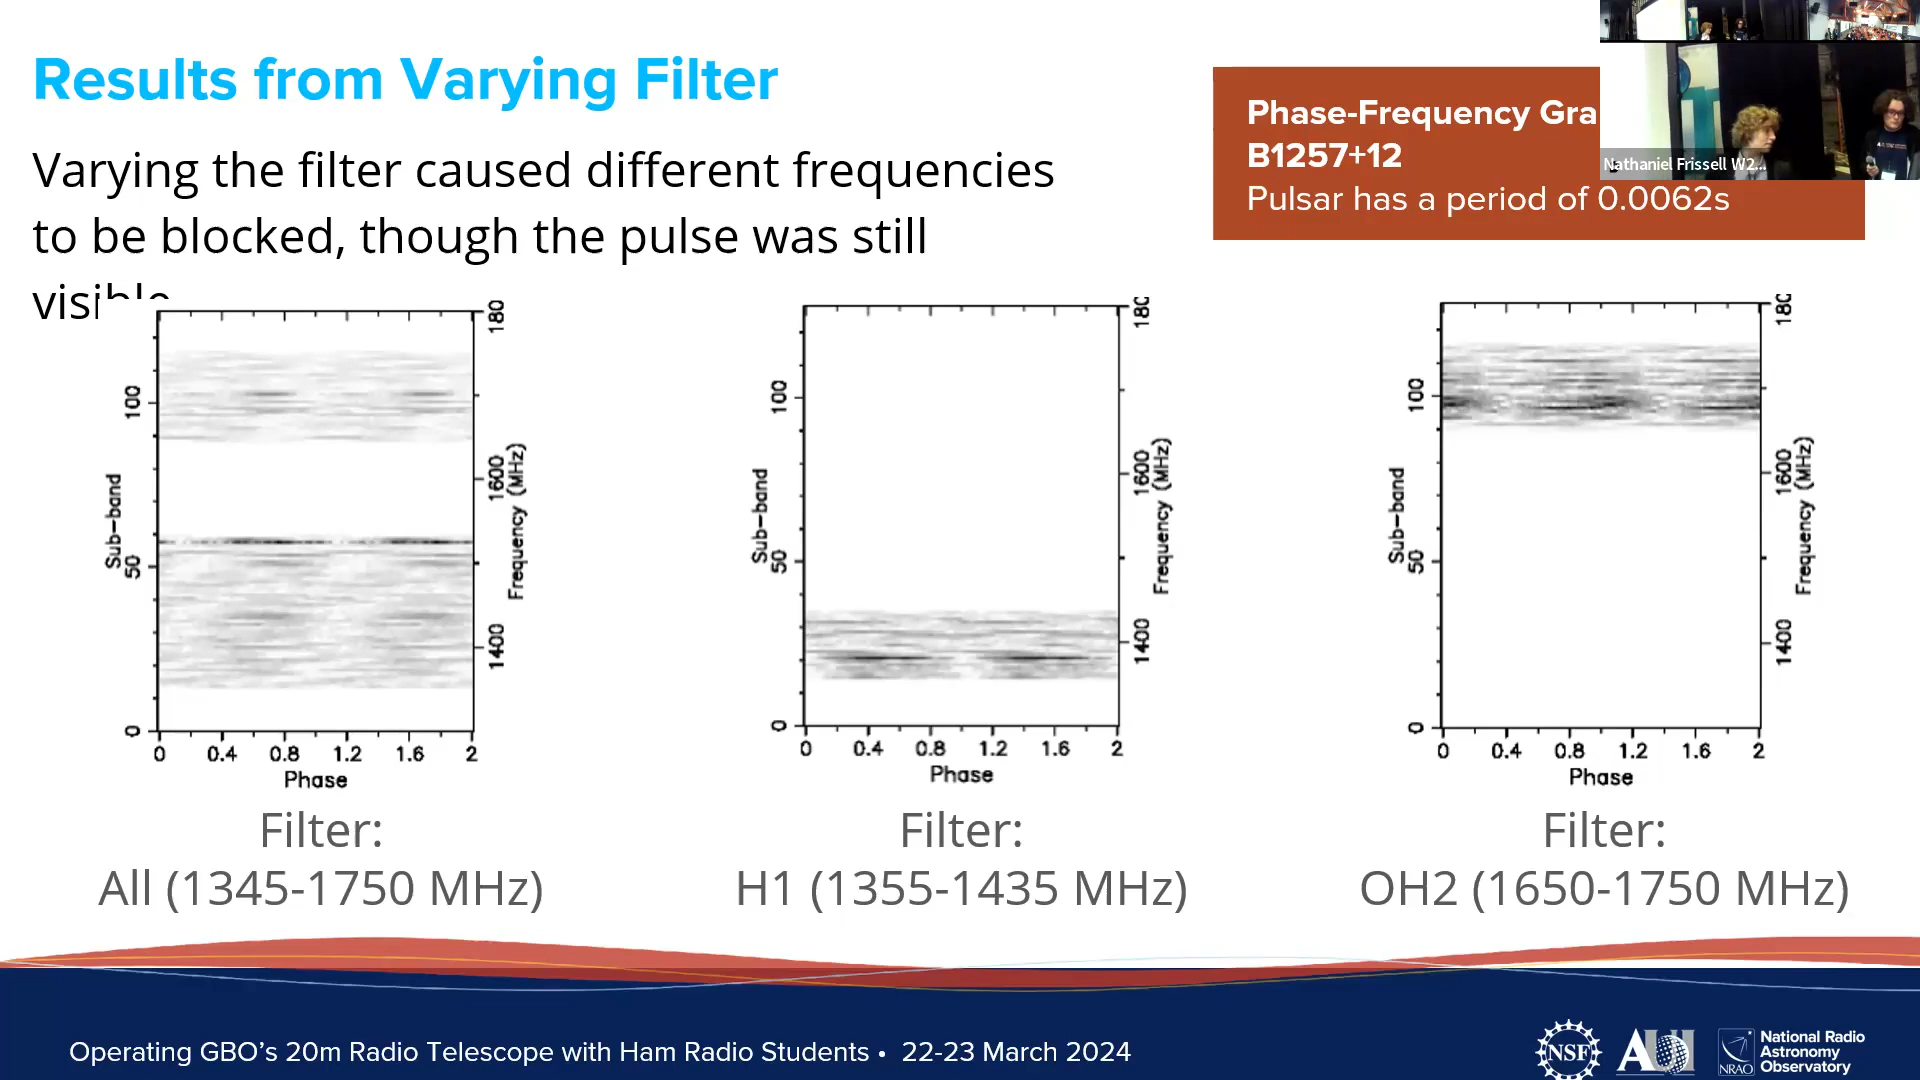 Results from Varying Filter
Varying the filter caused different frequencies
to be blocked, though the pulse was still
visible
Phase-Frequency Gra
B1257+12
Pulsar has a period of 0.0062s
Nathaniel Frissell W2...
Sub-band
0
50
100
180
1600
1400
Frequency (MHz)
0 0.4 0.8 1.2 1.6 2
Phase
Filter:
All (1345-1750 MHz)
Sub-band
0
50
100
180
1600
1400
Frequency (MHz)
0 0.4 0.8 1.2 1.6 2
Phase
Filter:
H1 (1355-1435 MHz)
Sub-band
0
50
100
180
1600
1400
Frequency (MHz)
0 0.4 0.8 1.2 1.6 2
Phase
Filter:
OH2 (1650-1750 MHz)
Operating GBO’s 20m Radio Telescope with Ham Radio Students • 22-23 March 2024
NSF
AUI
NRAO
National Radio
Astronomy
Observatory